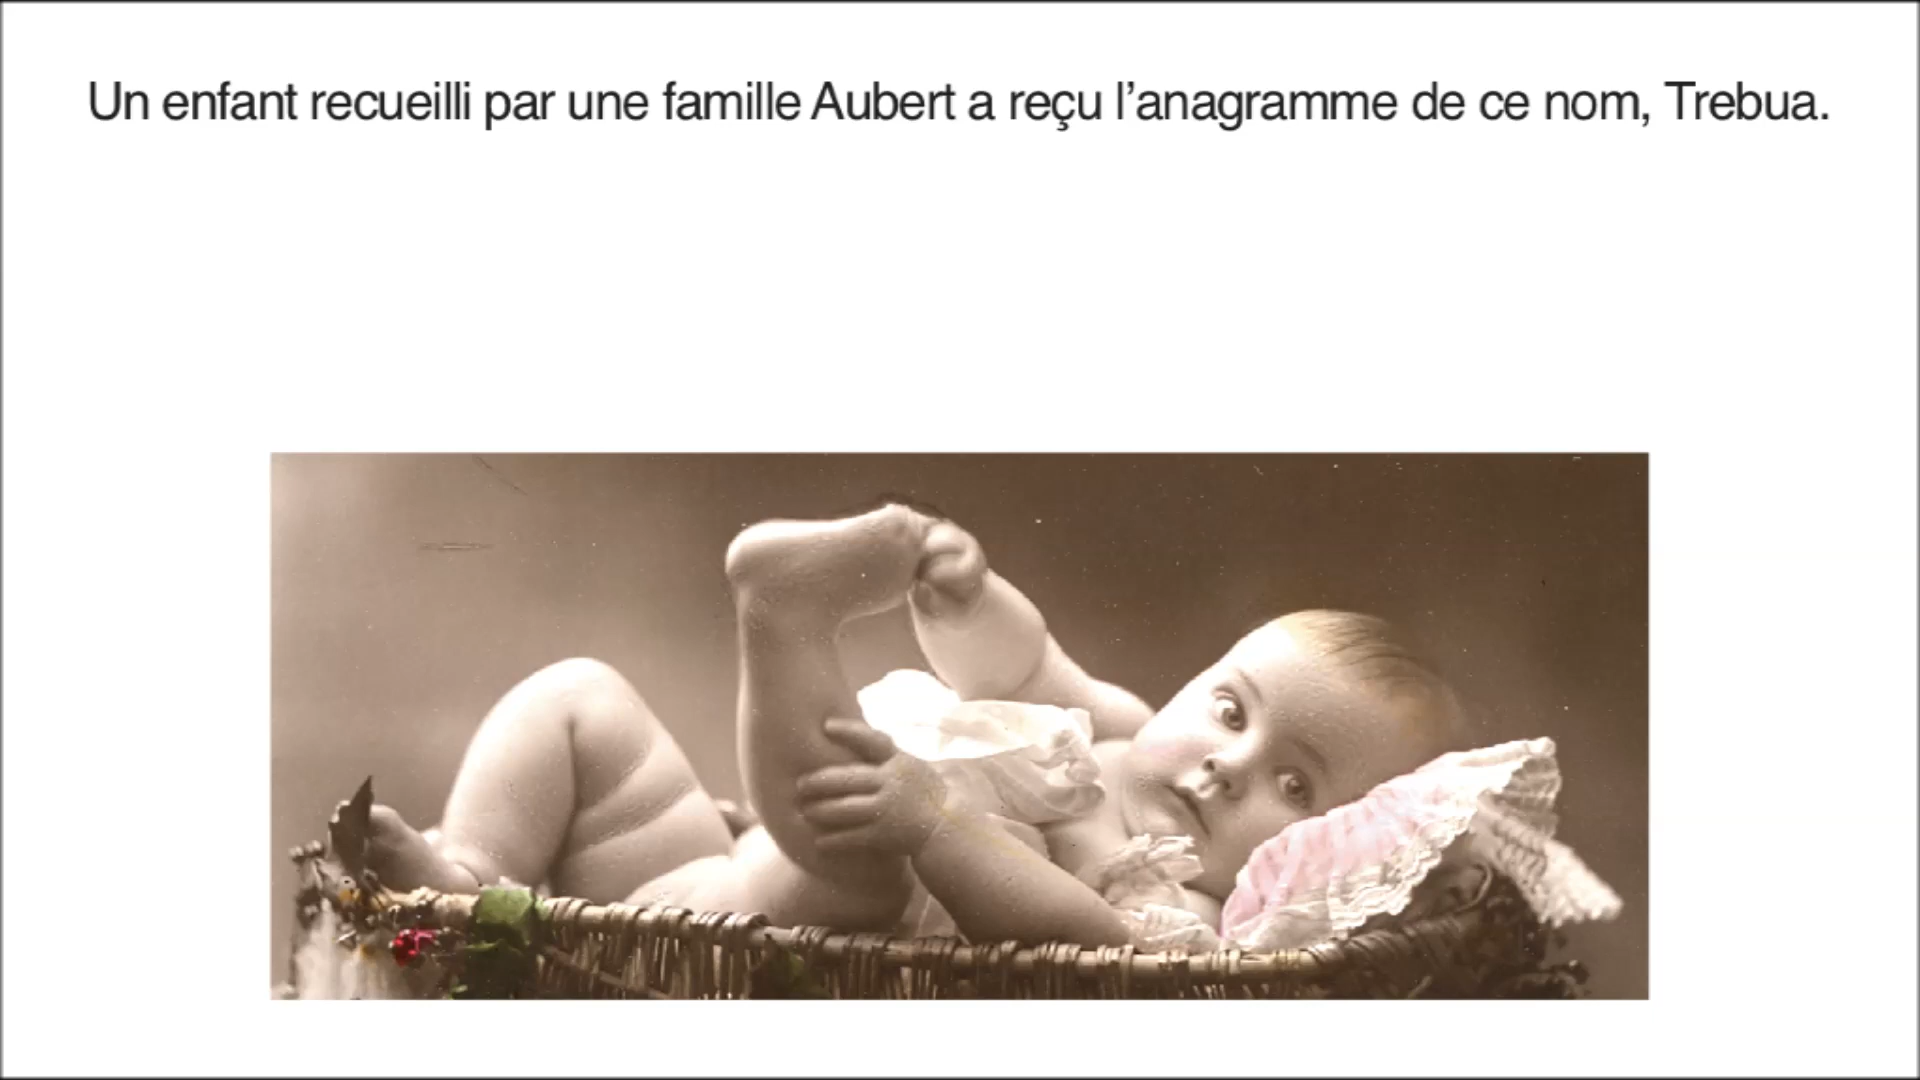 Un enfant recueilli par une famille Aubert a reçu l’anagramme de ce nom, Trebua.